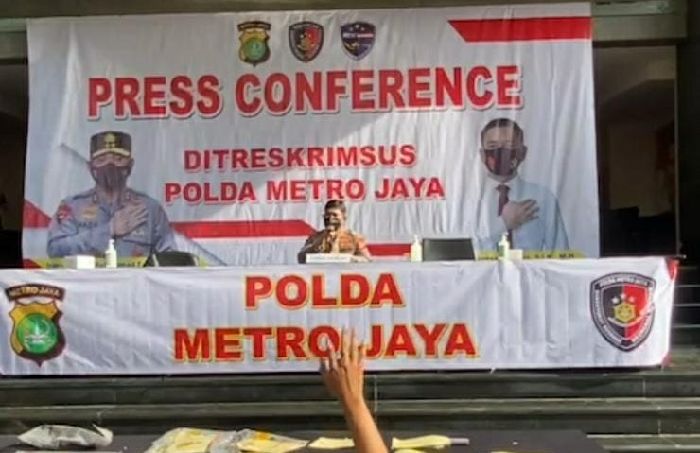 PRESS CONFERENCE
DITRESKRIMSUS
POLDA METRO JAYA
POLDA
METRO JAYA
METRO JAYA